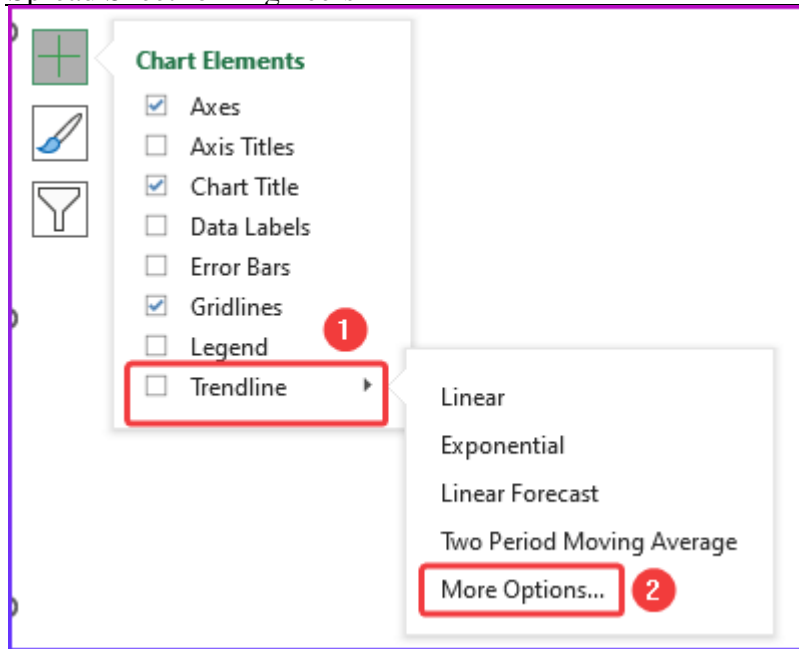 Chart Elements
Axes
Axis Titles
Chart Title
Data Labels
Error Bars
Gridlines
1
Legend
Trendline
Linear
Exponential
Linear Forecast
Two Period Moving Average
More Options... 2